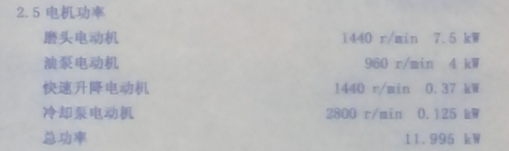 2.5 电机功率
磨头电动机 1440 r/min 7.5 kW
油泵电动机 960 r/min 4 kW
快速升降电动机 1440 r/min 0.37 kW
冷却泵电动机 2800 r/min 0.125 kW
总功率 11.995 kW